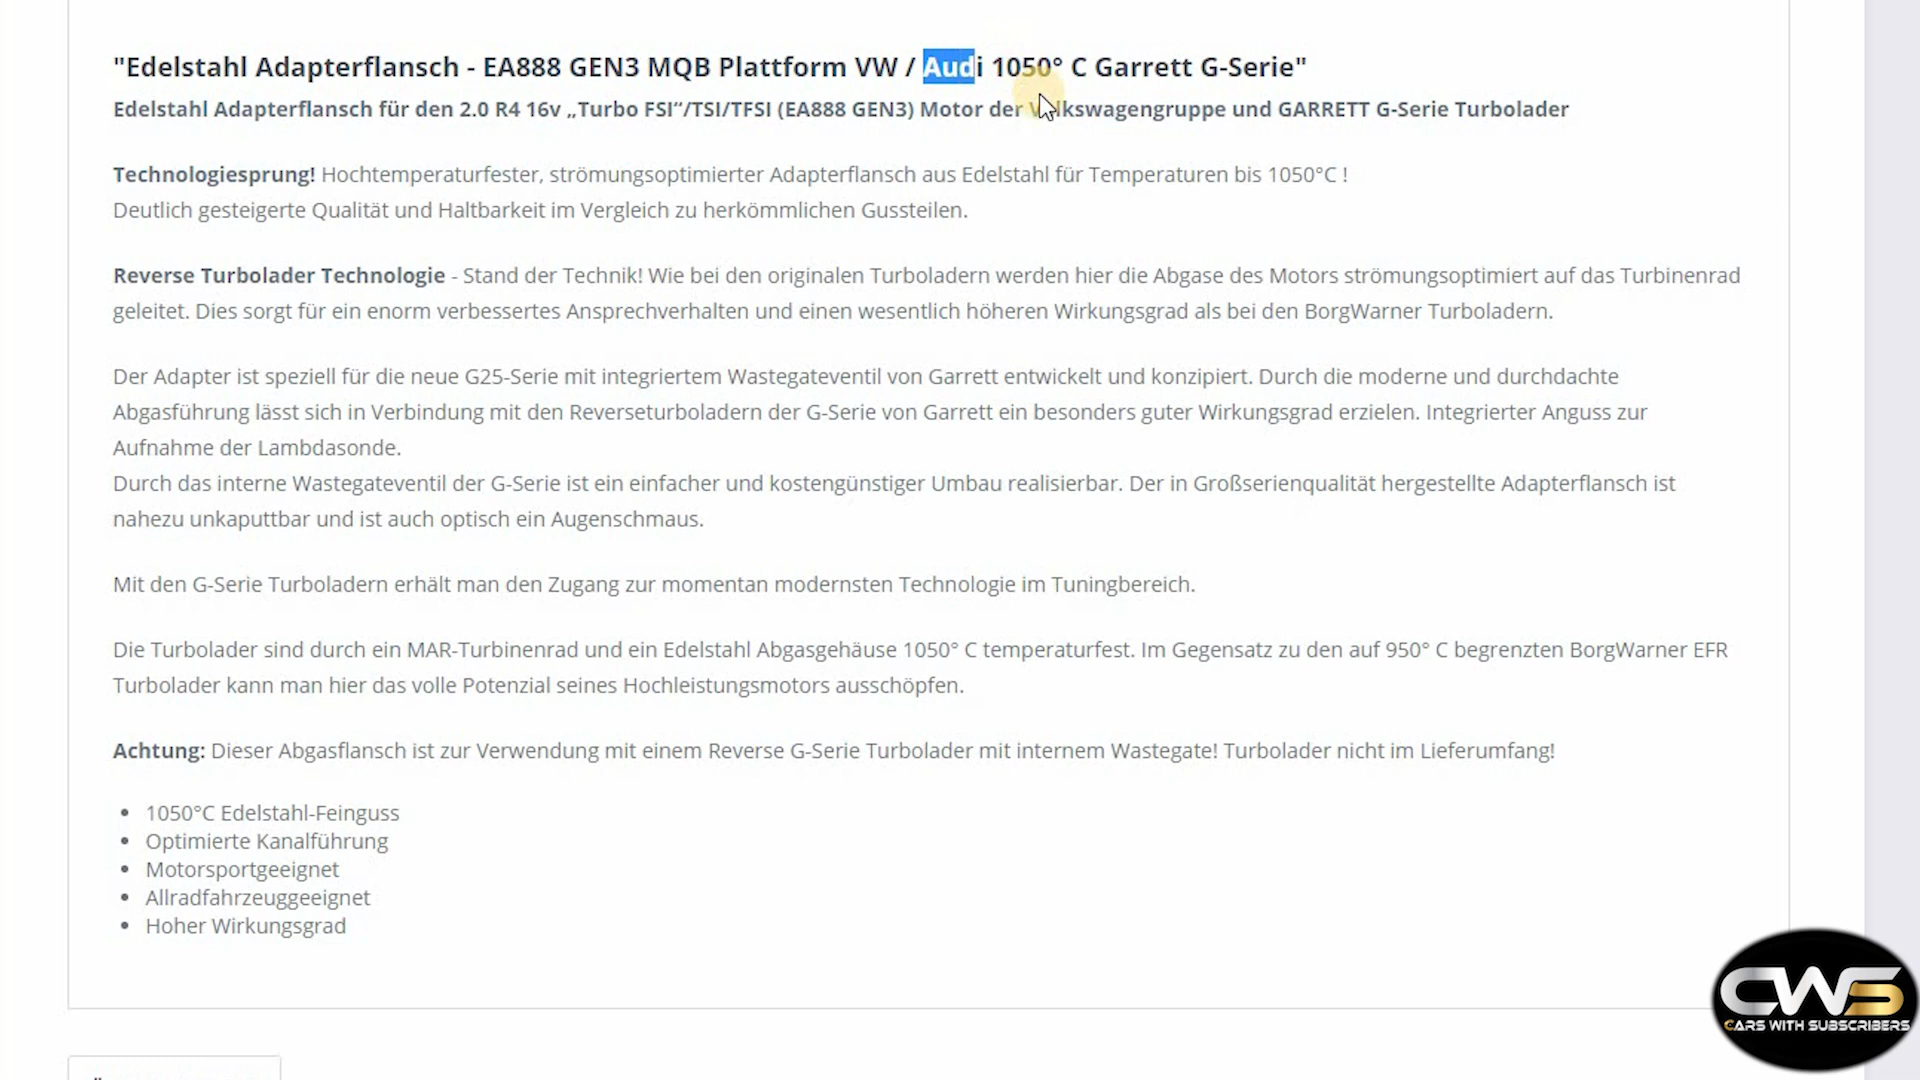 "Edelstahl Adapterflansch - EA888 GEN3 MQB Plattform VW / Audi 1050° C Garrett G-Serie"
Edelstahl Adapterflansch für den 2.0 R4 16v „Turbo FSI“/TSI/TFSI (EA888 GEN3) Motor der Volkswagengruppe und GARRETT G-Serie Turbolader
Technologiesprung! Hochtemperaturfester, strömungsoptimierter Adapterflansch aus Edelstahl für Temperaturen bis 1050°C !
Deutlich gesteigerte Qualität und Haltbarkeit im Vergleich zu herkömmlichen Gussteilen.
Reverse Turbolader Technologie - Stand der Technik! Wie bei den originalen Turboladern werden hier die Abgase des Motors strömungsoptimiert auf das Turbinenrad
geleitet. Dies sorgt für ein enorm verbessertes Ansprechverhalten und einen wesentlich höheren Wirkungsgrad als bei den BorgWarner Turboladern.
Der Adapter ist speziell für die neue G25-Serie mit integriertem Wastegateventil von Garrett entwickelt und konzipiert. Durch die moderne und durchdachte
Abgasführung lässt sich in Verbindung mit den Reverseturboladern der G-Serie von Garrett ein besonders guter Wirkungsgrad erzielen. Integrierter Anguss zur
Aufnahme der Lambdasonde.
Durch das interne Wastegateventil der G-Serie ist ein einfacher und kostengünstiger Umbau realisierbar. Der in Großserienqualität hergestellte Adapterflansch ist
nahezu unkaputtbar und ist auch optisch ein Augenschmaus.
Mit den G-Serie Turboladern erhält man den Zugang zur momentan modernsten Technologie im Tuningbereich.
Die Turbolader sind durch ein MAR-Turbinenrad und ein Edelstahl Abgasgehäuse 1050° C temperaturfest. Im Gegensatz zu den auf 950° C begrenzten BorgWarner EFR
Turbolader kann man hier das volle Potenzial seines Hochleistungsmotors ausschöpfen.
Achtung: Dieser Abgasflansch ist zur Verwendung mit einem Reverse G-Serie Turbolader mit internem Wastegate! Turbolader nicht im Lieferumfang!
• 1050°C Edelstahl-Feinguss
• Optimierte Kanalführung
• Motorsportgeeignet
• Allradfahrzeuggeeignet
• Hoher Wirkungsgrad
CWS
CARS WITH SUBSCRIBERS